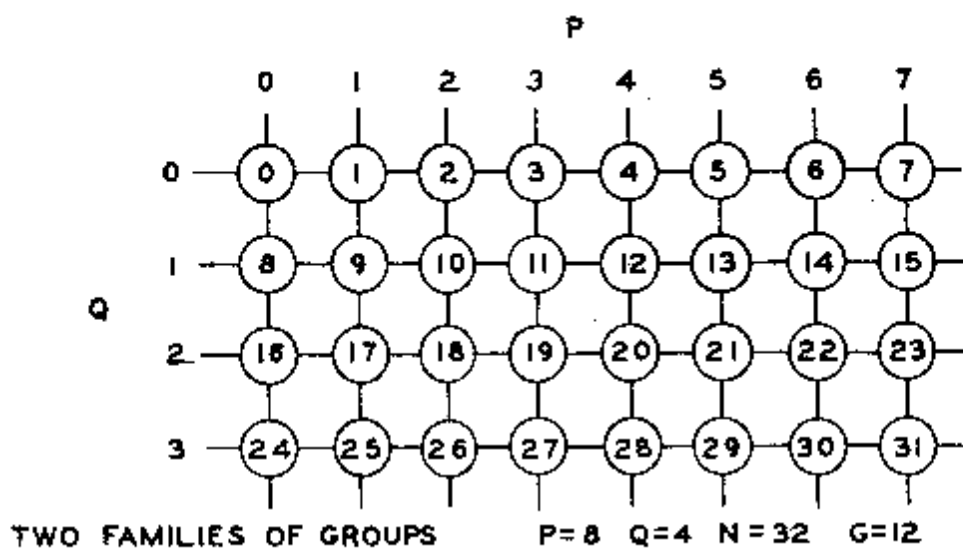 P
0 1 2 3 4 5 6 7
0 0 1 2 3 4 5 6 7
1 8 9 10 11 12 13 14 15
Q
2 16 17 18 19 20 21 22 23
3 24 25 26 27 28 29 30 31
TWO FAMILIES OF GROUPS P=8 Q=4 N=32 G=12